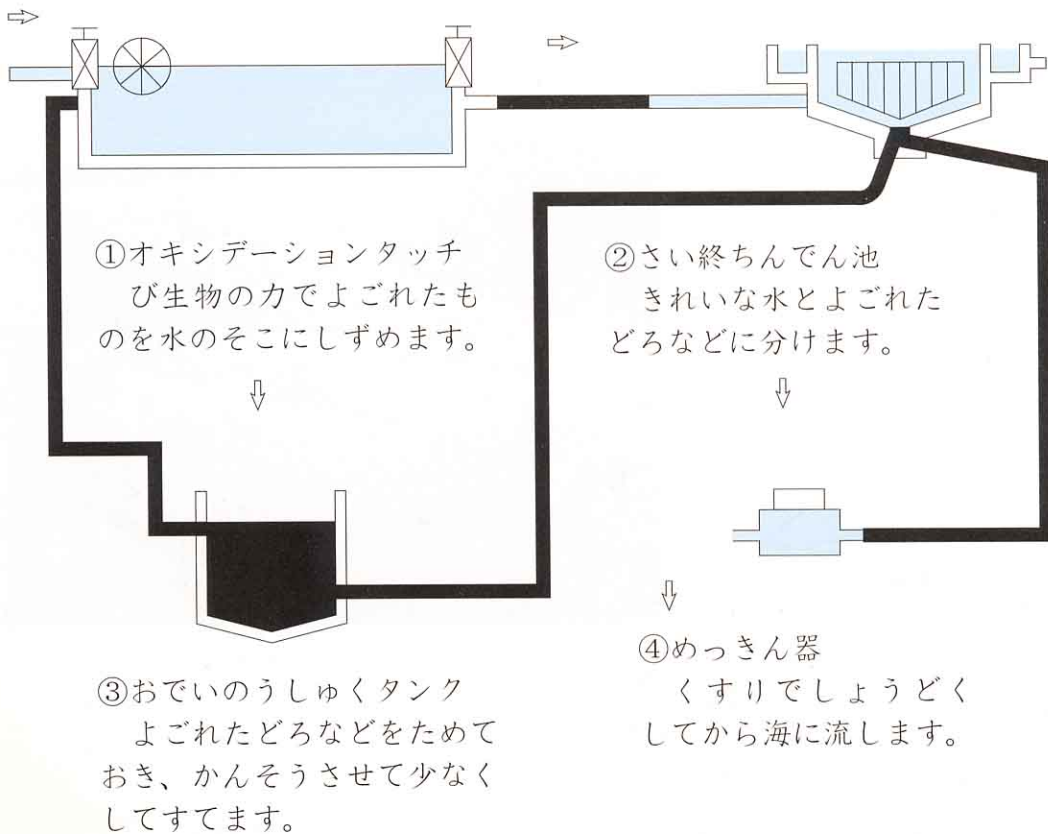 ①オキシデーションタッチ
び生物の力でよごれたも
のを水のそこにしずめます。
②さい終ちんでん池
きれいな水とよごれた
どろなどに分けます。
③おでいのうしゅくタンク
よごれたどろなどをためて
おき、かんそうさせて少なく
してすてます。
④めっきん器
くすりでしょうどく
してから海に流します。